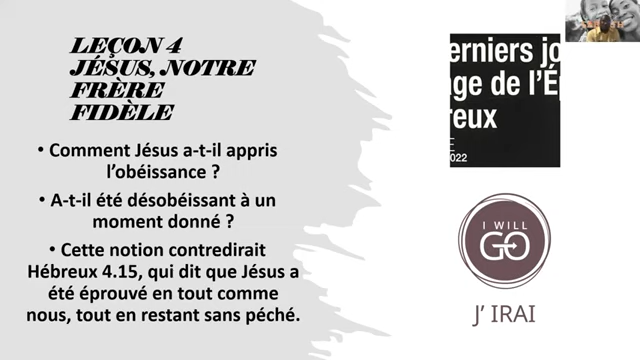 LEÇON 4
JÉSUS, NOTRE
FRÈRE
FIDÈLE
• Comment Jésus a-t-il appris
l'obéissance ?
• A-t-il été désobéissant à un
moment donné ?
• Cette notion contredirait
Hébreux 4.15, qui dit que Jésus a
été éprouvé en tout comme
nous, tout en restant sans péché.
erniers jo
ge de l'É
reux
2022
I WILL
GO
J' IRAI